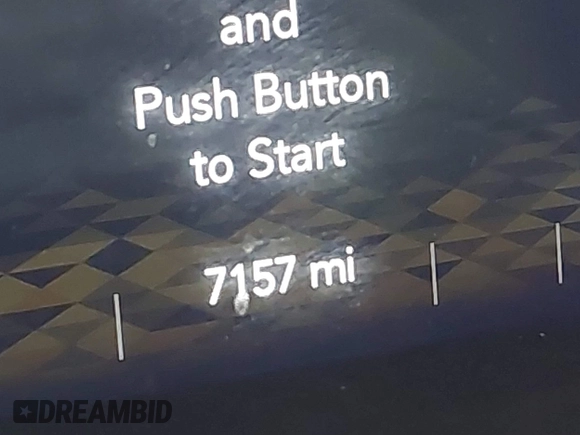 and
Push Button
to Start
7157 mi
DREAMBID